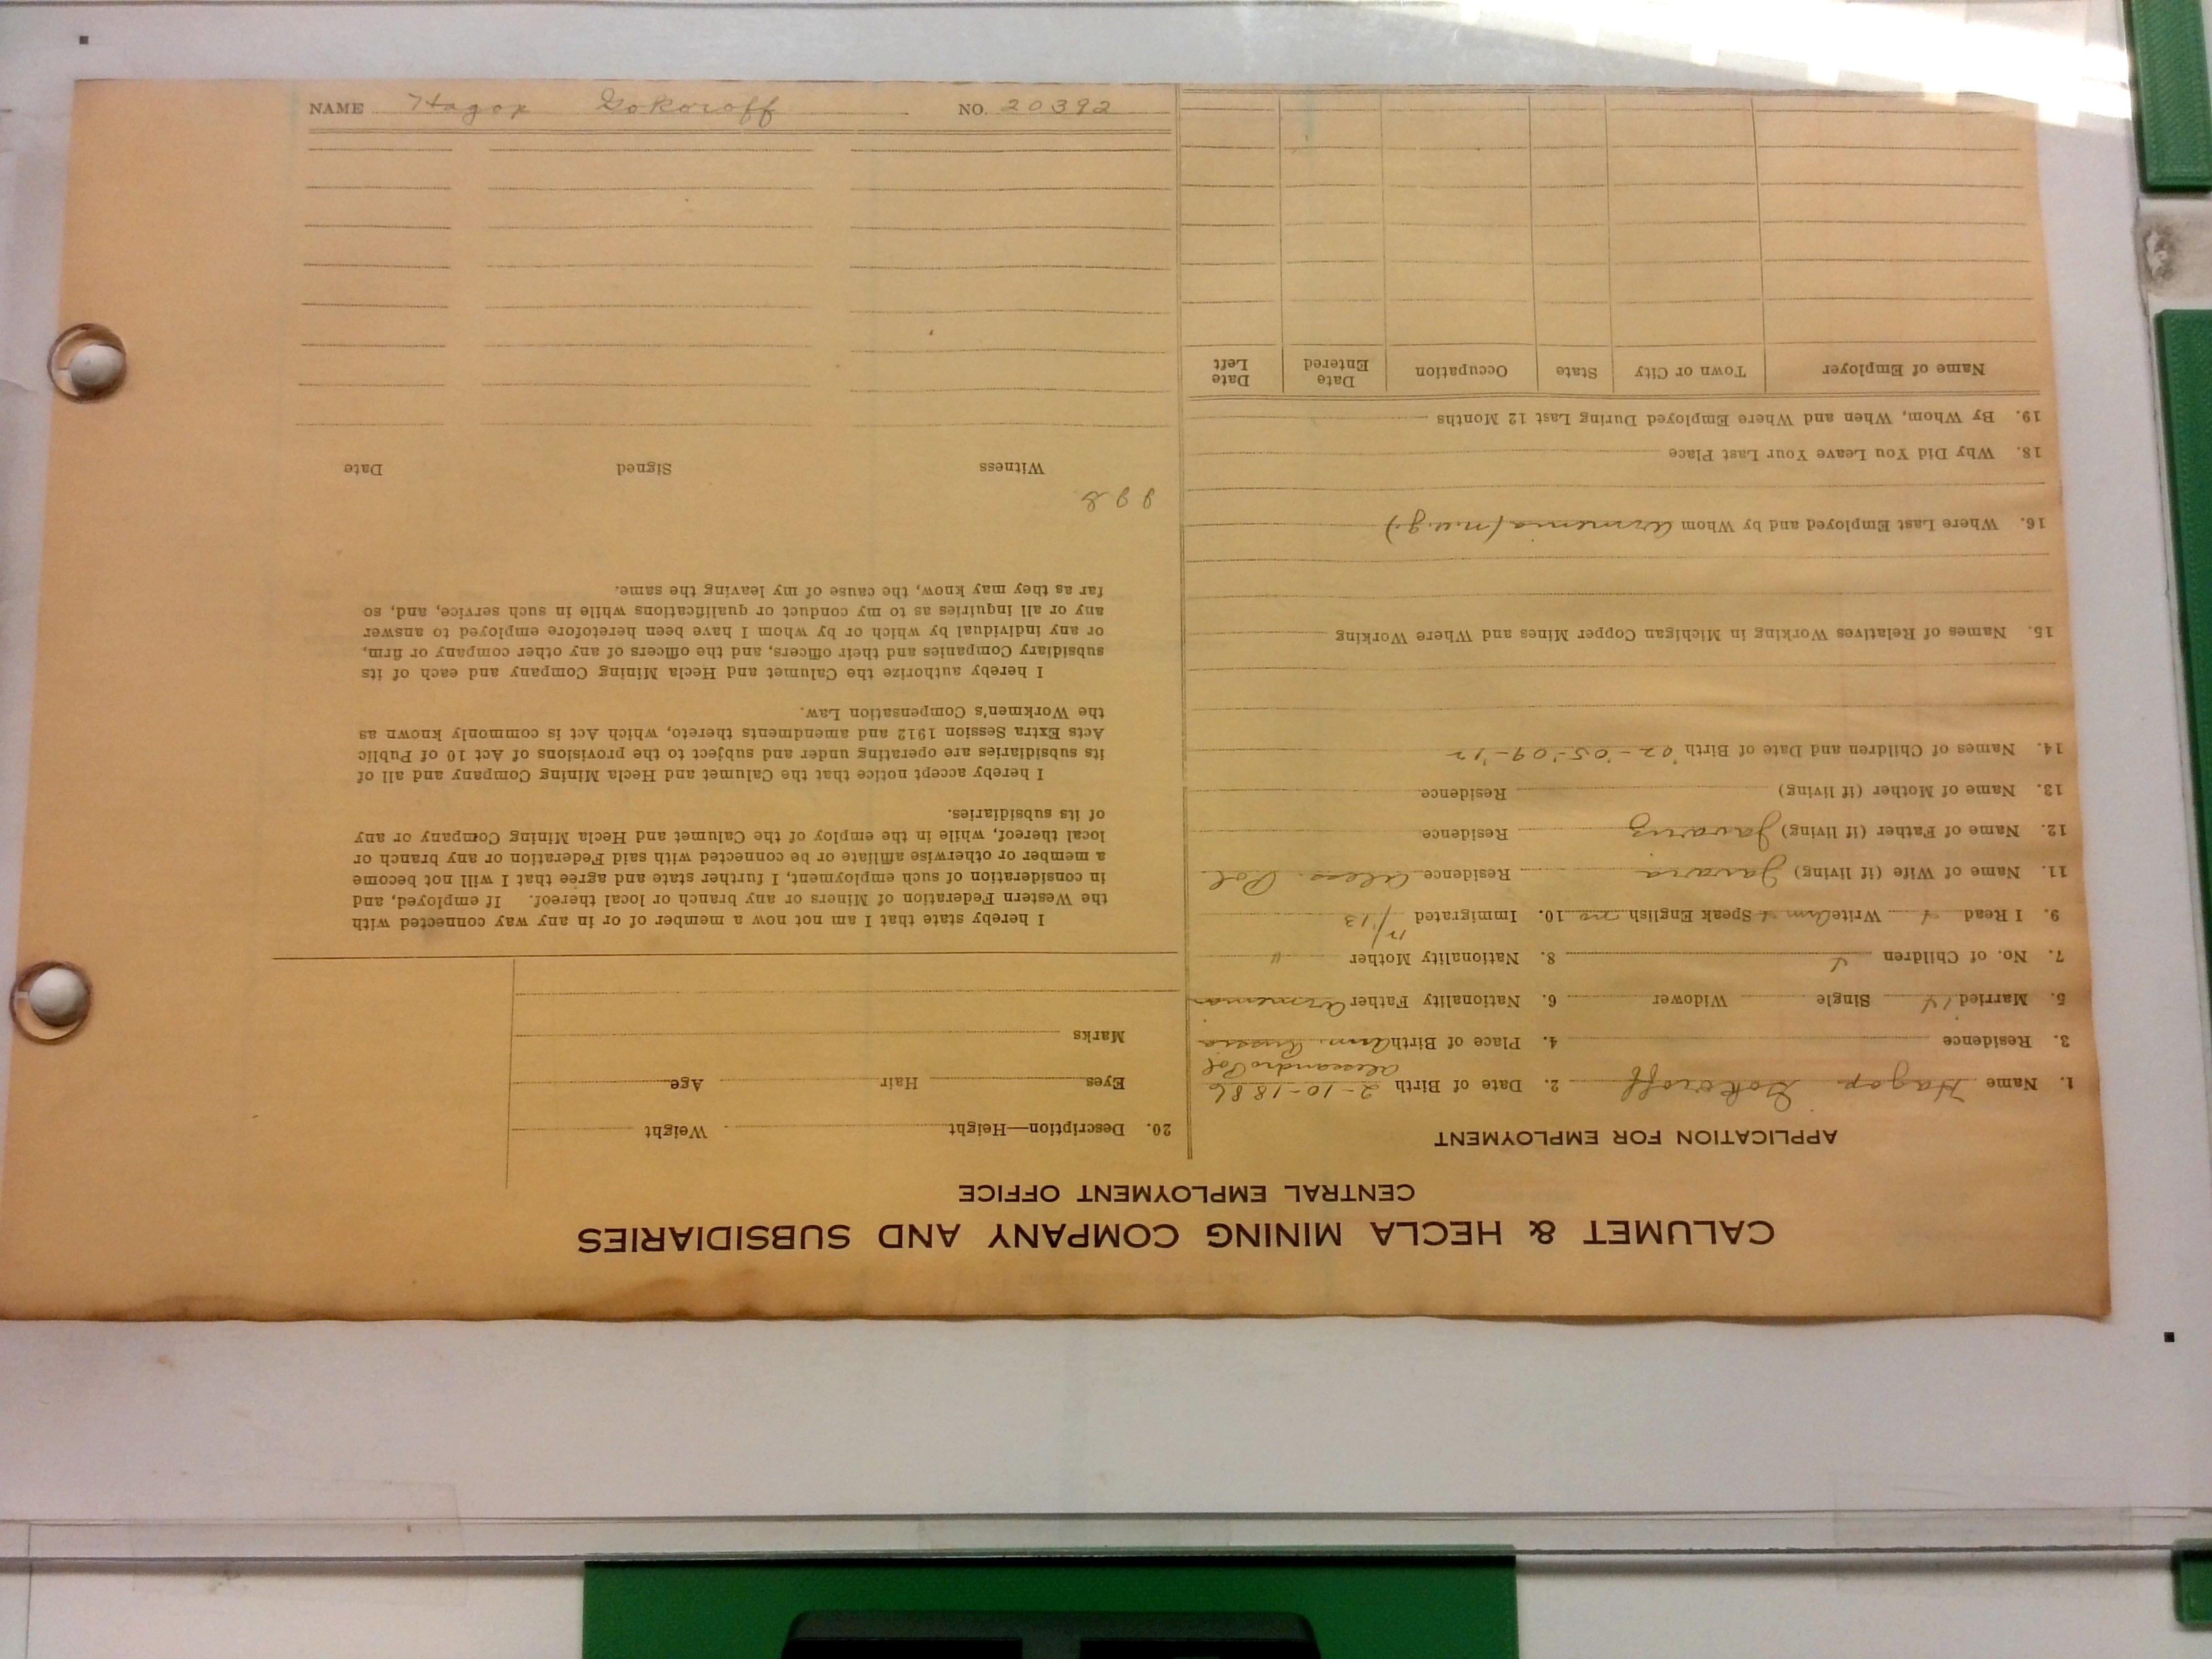 CALUMET & HECLA MINING COMPANY AND SUBSIDIARIES
CENTRAL EMPLOYMENT OFFICE
APPLICATION FOR EMPLOYMENT
1. Name Hagop Gokoroff 2. Date of Birth 2-10-1886
3. Residence 4. Place of Birth Arm. Russia
Alexandro Pol
5. Married Single Widower 6. Nationality Father Armenian
7. No. of Children 4 8. Nationality Mother "
9. I Read Write Arm Speak English no 10. Immigrated /13
11. Name of Wife (if living) Residence Alexs. Pol
12. Name of Father (if living) Residence
13. Name of Mother (if living) Residence
14. Names of Children and Date of Birth '02-'05-'09-'12
15. Names of Relatives Working in Michigan Copper Mines and Where Working
16. Where Last Employed and by Whom Armenia (n.u.g.)
18. Why Did You Leave Your Last Place
19. By Whom, When and Where Employed During Last 12 Months
Name of Employer Town or City State Occupation Date Entered Date Left
20. Description—Height Weight
Eyes Hair Age
Marks
I hereby state that I am not now a member of or in any way connected with
the Western Federation of Miners or any branch or local thereof. If employed, and
in consideration of such employment, I further state and agree that I will not become
a member or otherwise affiliate or be connected with said Federation or any branch or
local thereof, while in the employ of the Calumet and Hecla Mining Company or any
of its subsidiaries.
I hereby accept notice that the Calumet and Hecla Mining Company and all of
its subsidiaries are operating under and subject to the provisions of Act 10 of Public
Acts Extra Session 1912 and amendments thereto, which Act is commonly known as
the Workmen's Compensation Law.
I hereby authorize the Calumet and Hecla Mining Company and each of its
subsidiary Companies and their officers, and the officers of any other company or firm,
or any individual by which or by whom I have been heretofore employed to answer
any or all inquiries as to my conduct or qualifications while in such service, and, so
far as they may know, the cause of my leaving the same.
Witness Signed Date
NAME Hagop Gokoroff NO. 20392